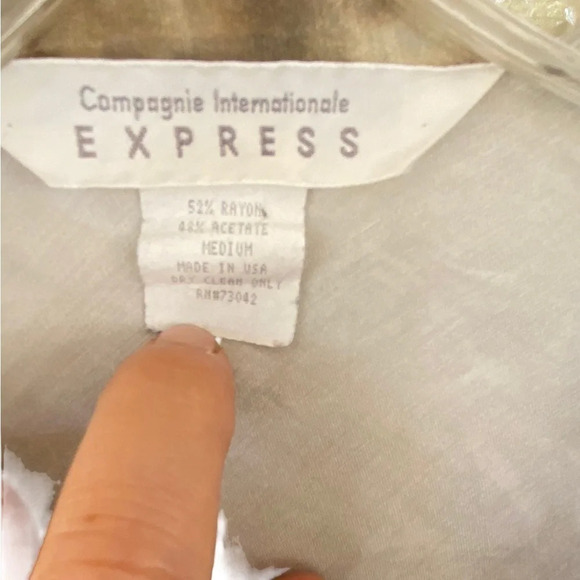 Compagnie Internationale
EXPRESS
52% RAYON
48% ACETATE
MEDIUM
MADE IN USA
DRY CLEAN ONLY
RN#73042